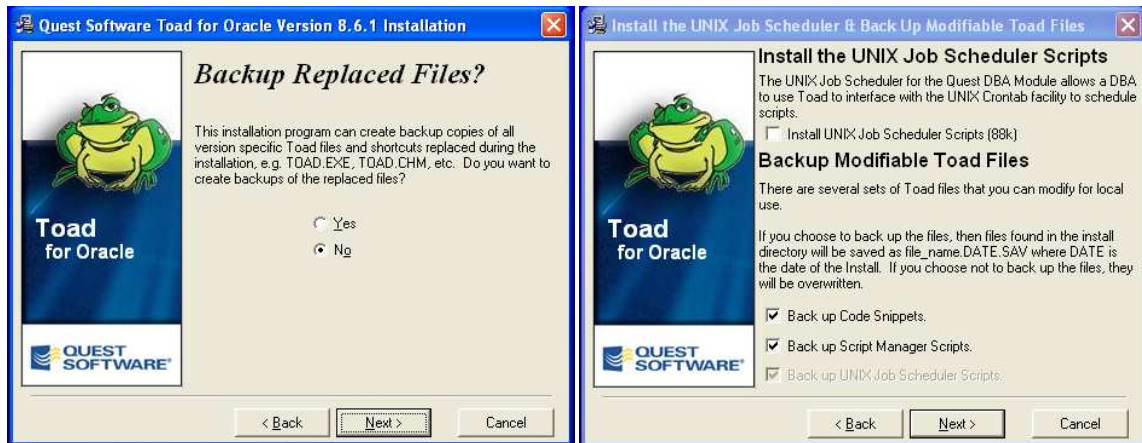 Quest Software Toad for Oracle Version 8.6.1 Installation
Backup Replaced Files?
This installation program can create backup copies of all
version specific Toad files and shortcuts replaced during the
installation, e.g. TOAD.EXE, TOAD.CHM, etc.  Do you want to
create backups of the replaced files?
Yes
No
Toad
for Oracle
QUEST
SOFTWARE®
< Back
Next >
Cancel
Install the UNIX Job Scheduler & Back Up Modifiable Toad Files
Install the UNIX Job Scheduler Scripts
The UNIX Job Scheduler for the Quest DBA Module allows a DBA
to use Toad to interface with the UNIX Crontab facility to schedule
scripts.
Install UNIX Job Scheduler Scripts (88k)
Backup Modifiable Toad Files
There are several sets of Toad files that you can modify for local
use.
If you choose to back up the files, then files found in the install
directory will be saved as file_name.DATE.SAV where DATE is
the date of the Install.  If you choose not to back up the files, they
will be overwritten.
Back up Code Snippets.
Back up Script Manager Scripts.
Back up UNIX Job Scheduler Scripts.
Toad
for Oracle
QUEST
SOFTWARE®
< Back
Next >
Cancel